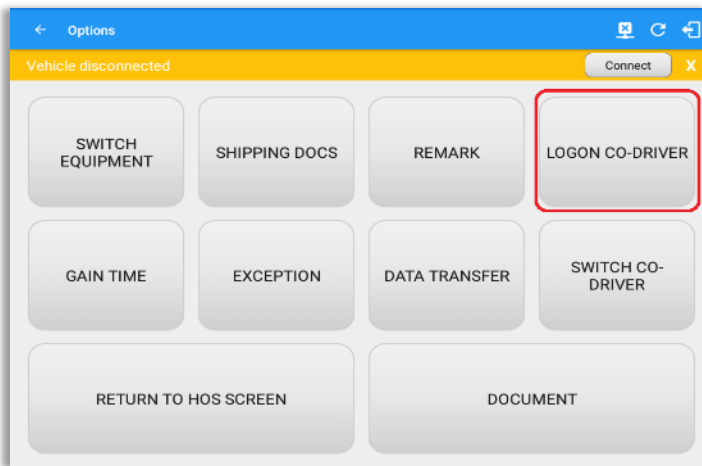 Options
Vehicle disconnected
Connect
X
SWITCH
EQUIPMENT
SHIPPING DOCS
REMARK
LOGON CO-DRIVER
GAIN TIME
EXCEPTION
DATA TRANSFER
SWITCH CO-
DRIVER
RETURN TO HOS SCREEN
DOCUMENT